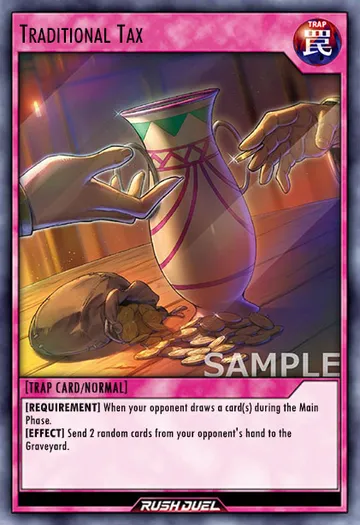 TRADITIONAL TAX
TRAP
罠
SAMPLE
[TRAP CARD/NORMAL]
[REQUIREMENT] When your opponent draws a card(s) during the Main
Phase.
[EFFECT] Send 2 random cards from your opponent's hand to the
Graveyard.
RUSH DUEL